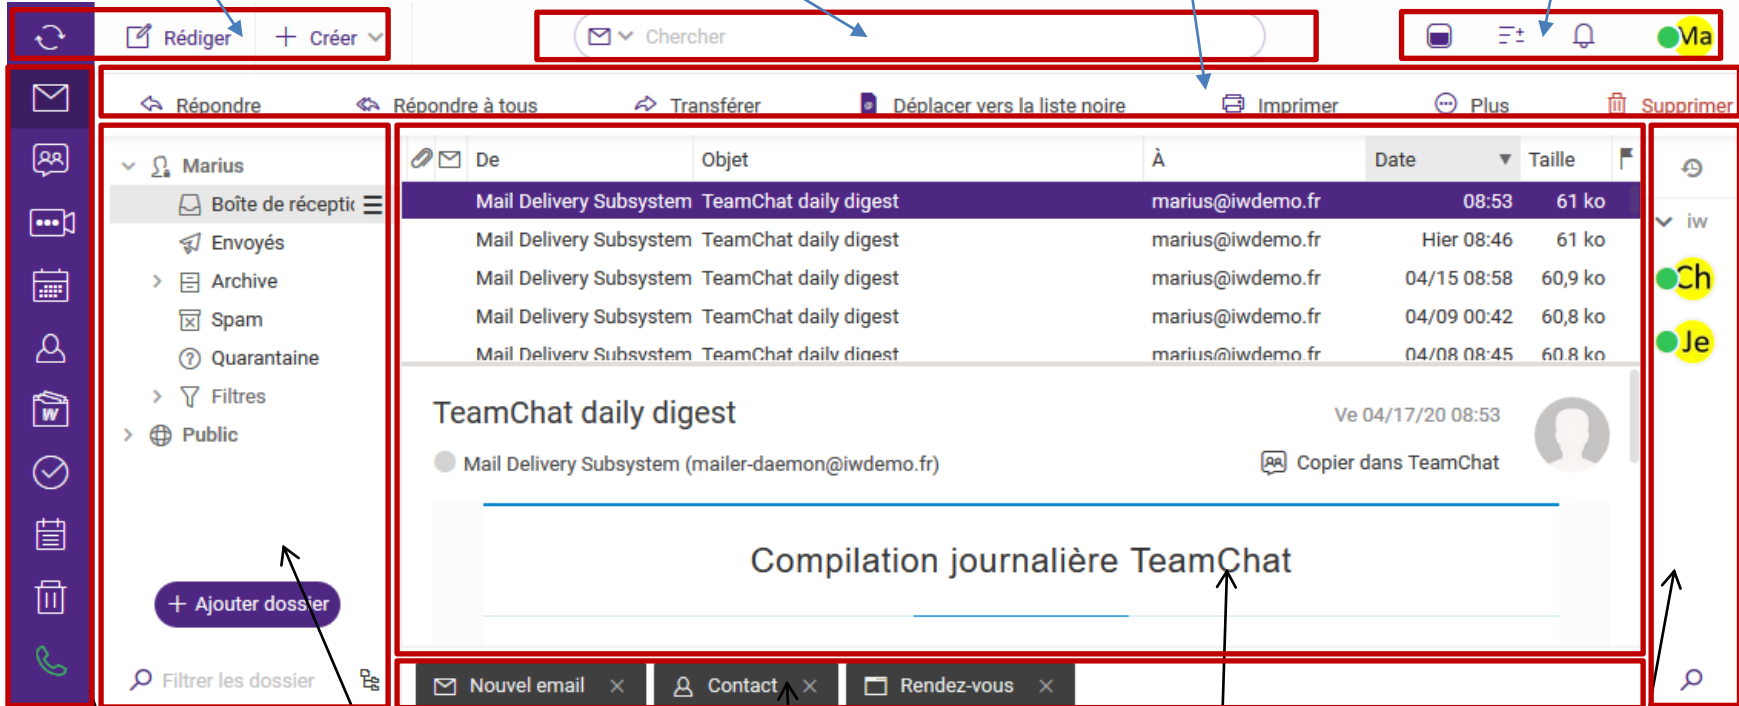 Rédiger + Créer
Chercher
Ma
Répondre Répondre à tous Transférer Déplacer vers la liste noire Imprimer Plus Supprimer
Marius
Boîte de réceptic
Envoyés
Archive
Spam
Quarantaine
Filtres
Public
+ Ajouter dossier
Filtrer les dossier
De Objet À Date Taille
Mail Delivery Subsystem TeamChat daily digest marius@iwdemo.fr 08:53 61 ko
Mail Delivery Subsystem TeamChat daily digest marius@iwdemo.fr Hier 08:46 61 ko
Mail Delivery Subsystem TeamChat daily digest marius@iwdemo.fr 04/15 08:58 60,9 ko
Mail Delivery Subsystem TeamChat daily digest marius@iwdemo.fr 04/09 00:42 60,8 ko
Mail Delivery Subsystem TeamChat daily digest marius@iwdemo.fr 04/08 08:45 60,8 ko
TeamChat daily digest Ve 04/17/20 08:53
Mail Delivery Subsystem (mailer-daemon@iwdemo.fr) Copier dans TeamChat
Compilation journalière TeamChat
Nouvel email × Contact × Rendez-vous ×
iw
Ch
Je
W